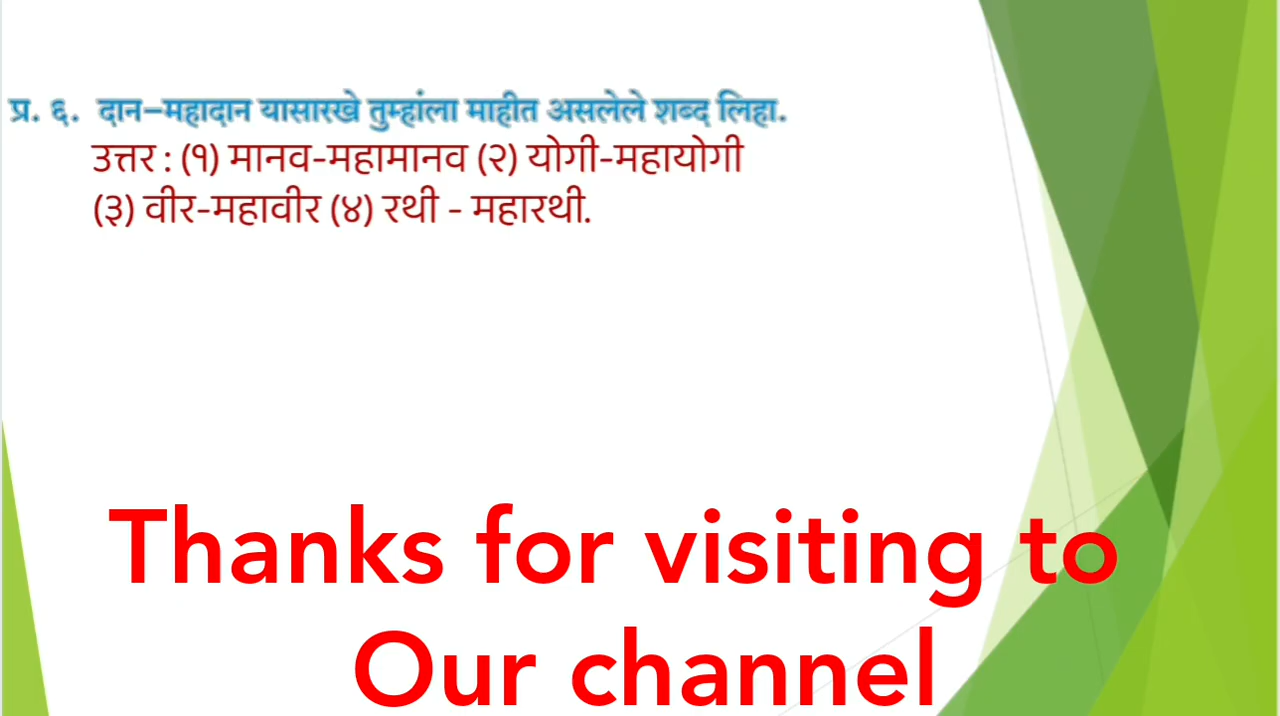 प्र. ६. दान–महादान यासारखे तुम्हांला माहीत असलेले शब्द लिहा.
उत्तर : (१) मानव-महामानव (२) योगी-महायोगी
(३) वीर-महावीर (४) रथी - महारथी.
Thanks for visiting to
Our channel